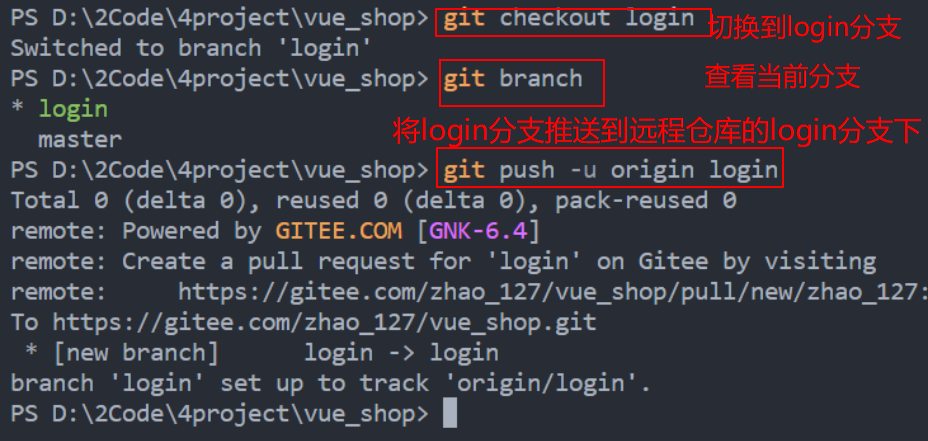 PS D:\2Code\4project\vue_shop> git checkout login 切换到login分支
Switched to branch 'login'
PS D:\2Code\4project\vue_shop> git branch 查看当前分支
* login
master
将login分支推送到远程仓库的login分支下
PS D:\2Code\4project\vue_shop> git push -u origin login
Total 0 (delta 0), reused 0 (delta 0), pack-reused 0
remote: Powered by GITEE.COM [GNK-6.4]
remote: Create a pull request for 'login' on Gitee by visiting
remote: https://gitee.com/zhao_127/vue_shop/pull/new/zhao_127:
To https://gitee.com/zhao_127/vue_shop.git
* [new branch] login -> login
branch 'login' set up to track 'origin/login'.
PS D:\2Code\4project\vue_shop>